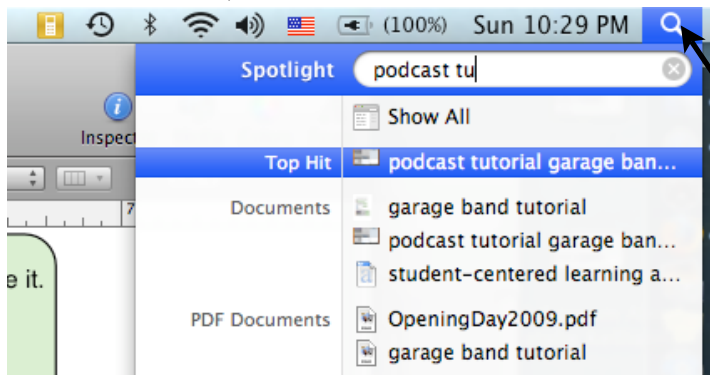 (100%) Sun 10:29 PM
Spotlight podcast tu
Inspec
Show All
Top Hit podcast tutorial garage ban...
7
Documents garage band tutorial
podcast tutorial garage ban...
e it.
student-centered learning a...
PDF Documents OpeningDay2009.pdf
garage band tutorial